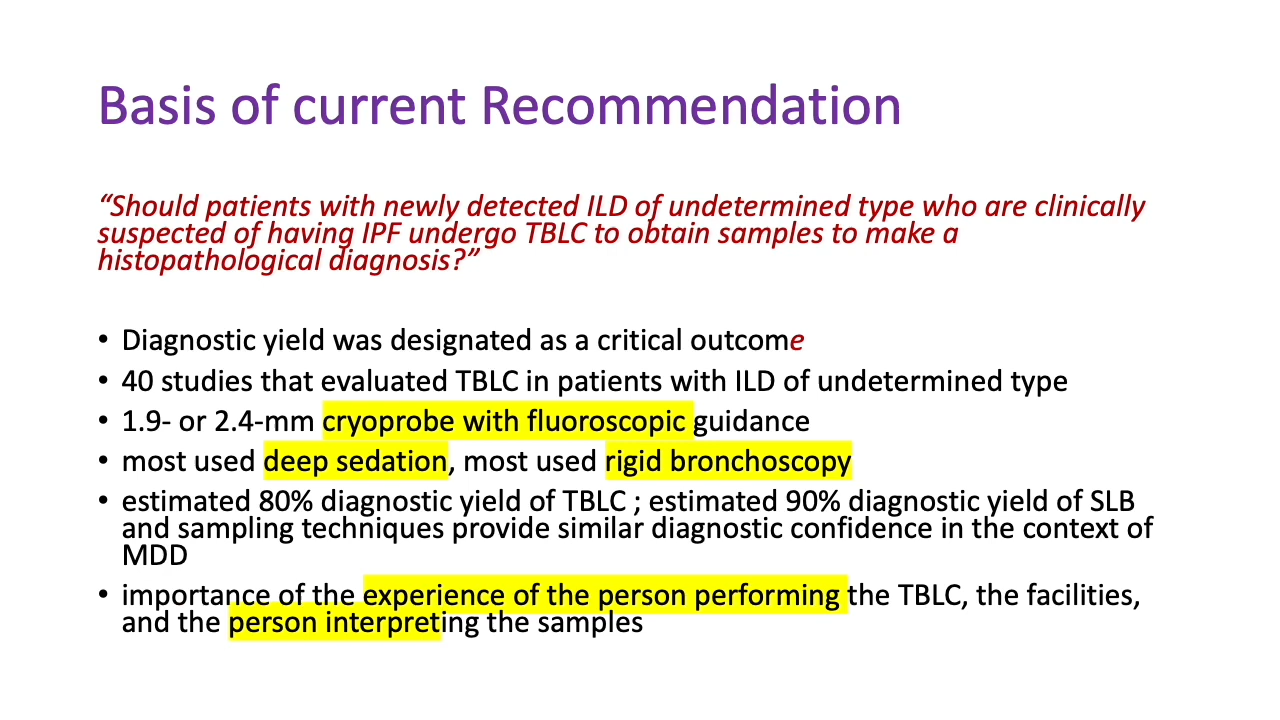 Basis of current Recommendation
“Should patients with newly detected ILD of undetermined type who are clinically
suspected of having IPF undergo TBLC to obtain samples to make a
histopathological diagnosis?”
• Diagnostic yield was designated as a critical outcome
• 40 studies that evaluated TBLC in patients with ILD of undetermined type
• 1.9- or 2.4-mm cryoprobe with fluoroscopic guidance
• most used deep sedation, most used rigid bronchoscopy
• estimated 80% diagnostic yield of TBLC ; estimated 90% diagnostic yield of SLB
and sampling techniques provide similar diagnostic confidence in the context of
MDD
• importance of the experience of the person performing the TBLC, the facilities,
and the person interpreting the samples